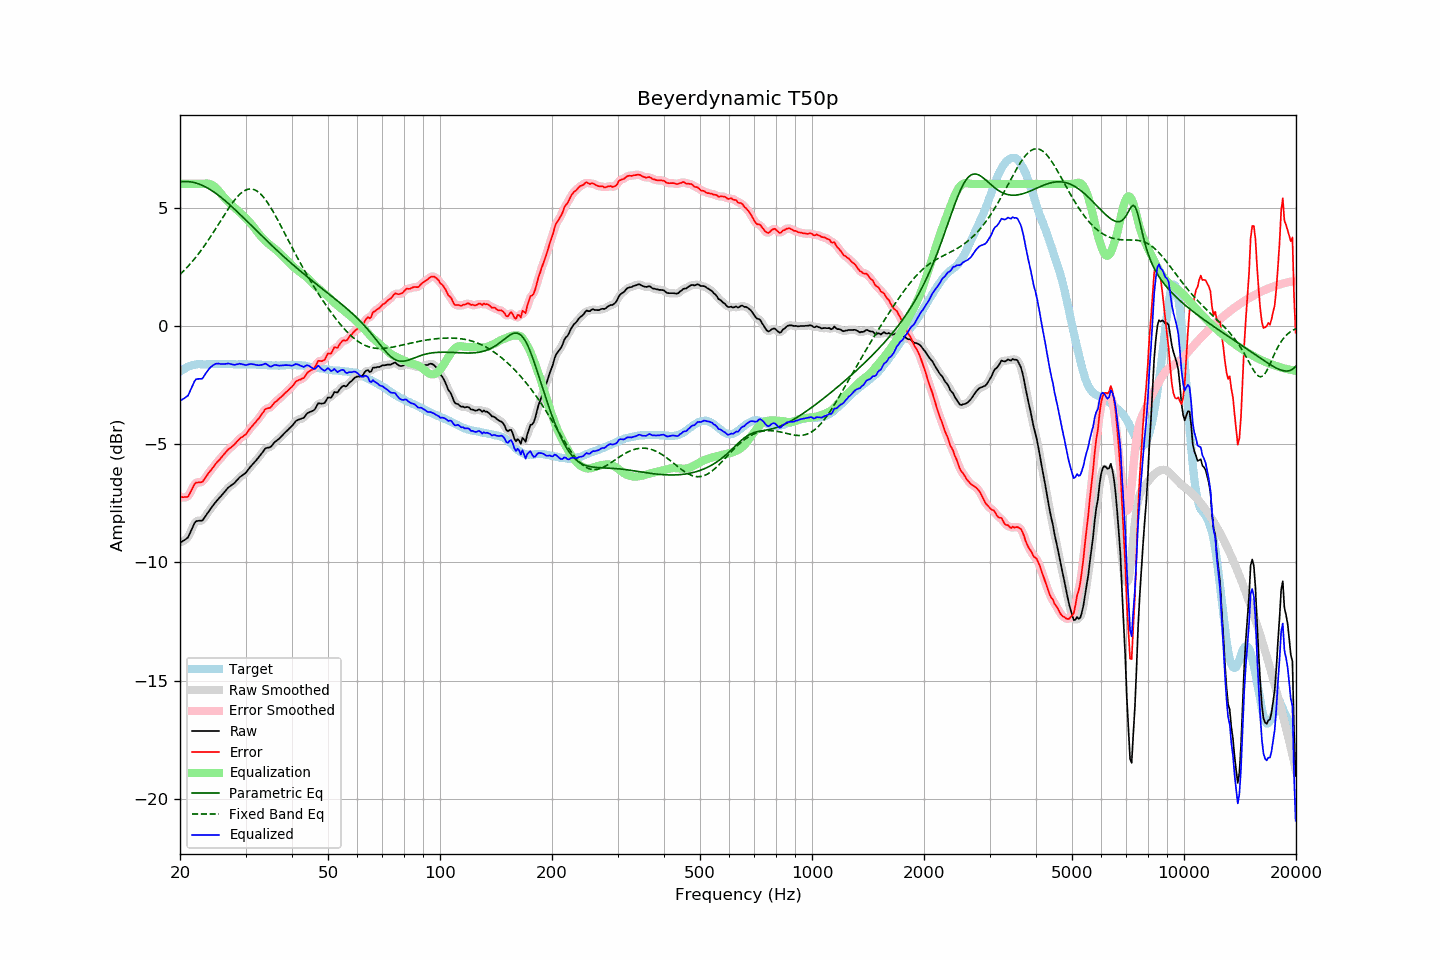 Beyerdynamic T50p
Amplitude (dBr)
5
0
−5
−10
−15
−20
Target
Raw Smoothed
Error Smoothed
Raw
Error
Equalization
Parametric Eq
Fixed Band Eq
Equalized
20 50 100 200 500 1000 2000 5000 10000 20000
Frequency (Hz)